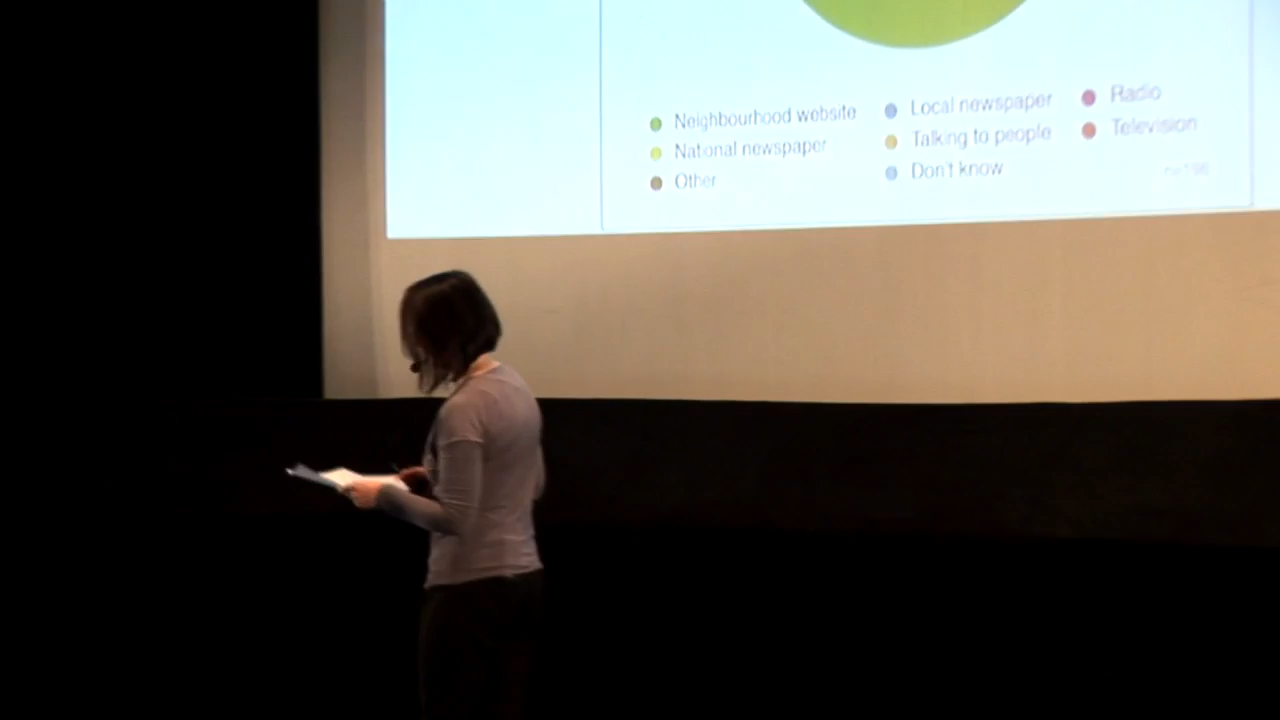 Neighbourhood website
National newspaper
Other
Local newspaper
Talking to people
Don't know
Radio
Television